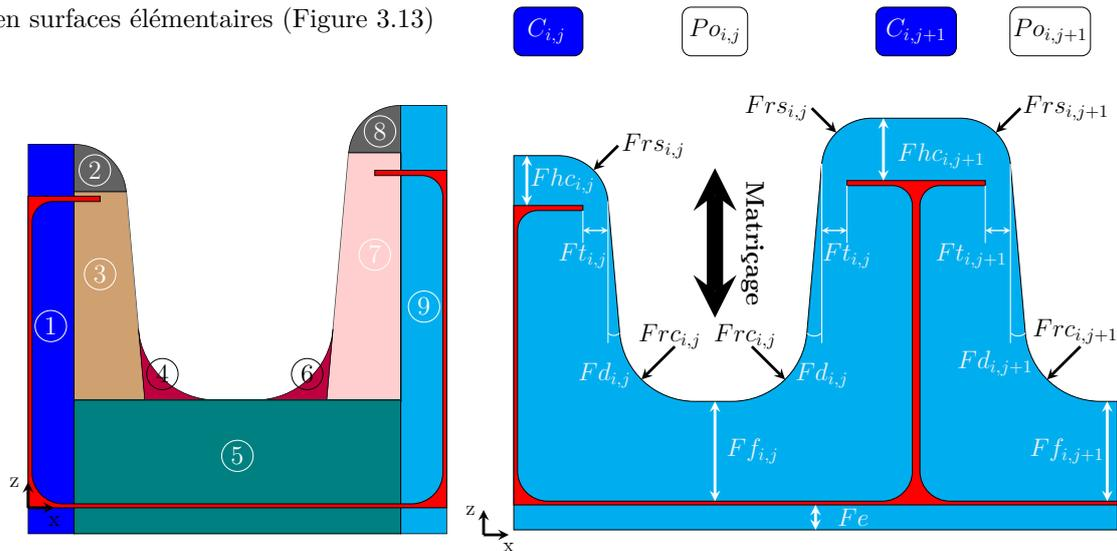 en surfaces élémentaires (Figure 3.13)
C_{i,j}
Po_{i,j}
C_{i,j+1}
Po_{i,j+1}
1
2
3
4
5
6
7
8
9
z
x
Frs_{i,j}
Frs_{i,j}
Frs_{i,j+1}
Fhc_{i,j}
Fhc_{i,j+1}
Matriçage
Ft_{i,j}
Ft_{i,j}
Ft_{i,j+1}
Frc_{i,j}
Frc_{i,j}
Frc_{i,j+1}
Fd_{i,j}
Fd_{i,j}
Fd_{i,j+1}
Ff_{i,j}
Ff_{i,j+1}
Fe
z
x